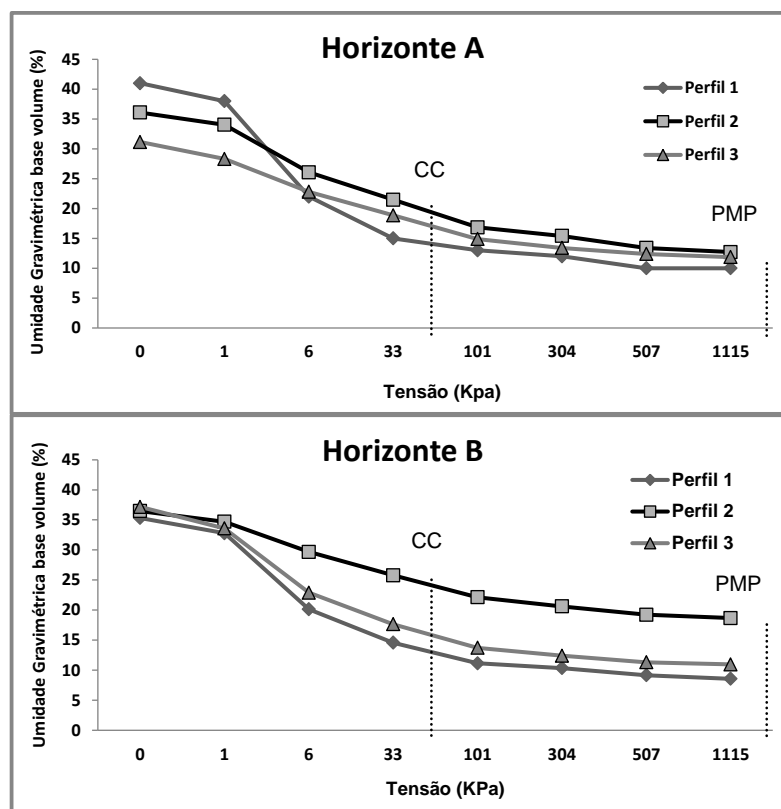 Horizonte A
Umidade Gravimétrica base volume (%)
45
40
35
30
25
20
15
10
5
0
Perfil 1
Perfil 2
Perfil 3
CC
PMP
0 1 6 33 101 304 507 1115
Tensão (Kpa)
Horizonte B
Umidade Gravimétrica base volume (%)
45
40
35
30
25
20
15
10
5
0
Perfil 1
Perfil 2
Perfil 3
CC
PMP
0 1 6 33 101 304 507 1115
Tensão (KPa)